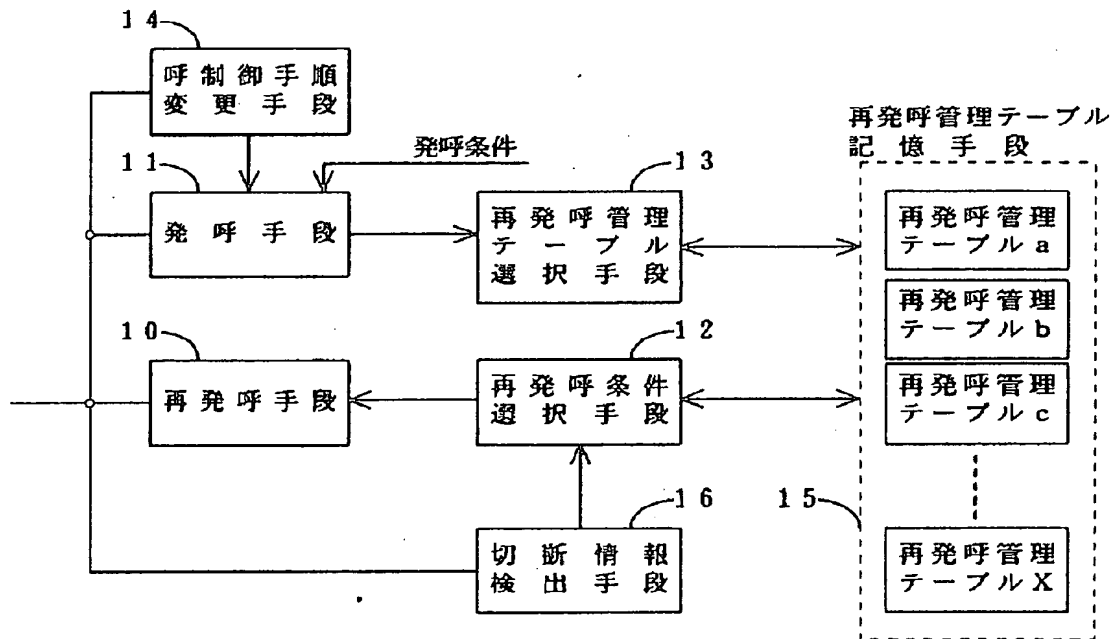 14
呼制御手順
変更手段
再発呼管理テーブル
記憶手段
11
発呼条件
13
発呼手段
再発呼管理
テーブル
選択手段
再発呼管理
テーブルa
再発呼管理
テーブルb
10
12
再発呼手段
再発呼条件
選択手段
再発呼管理
テーブルc
16
15
切断情報
検出手段
再発呼管理
テーブルX